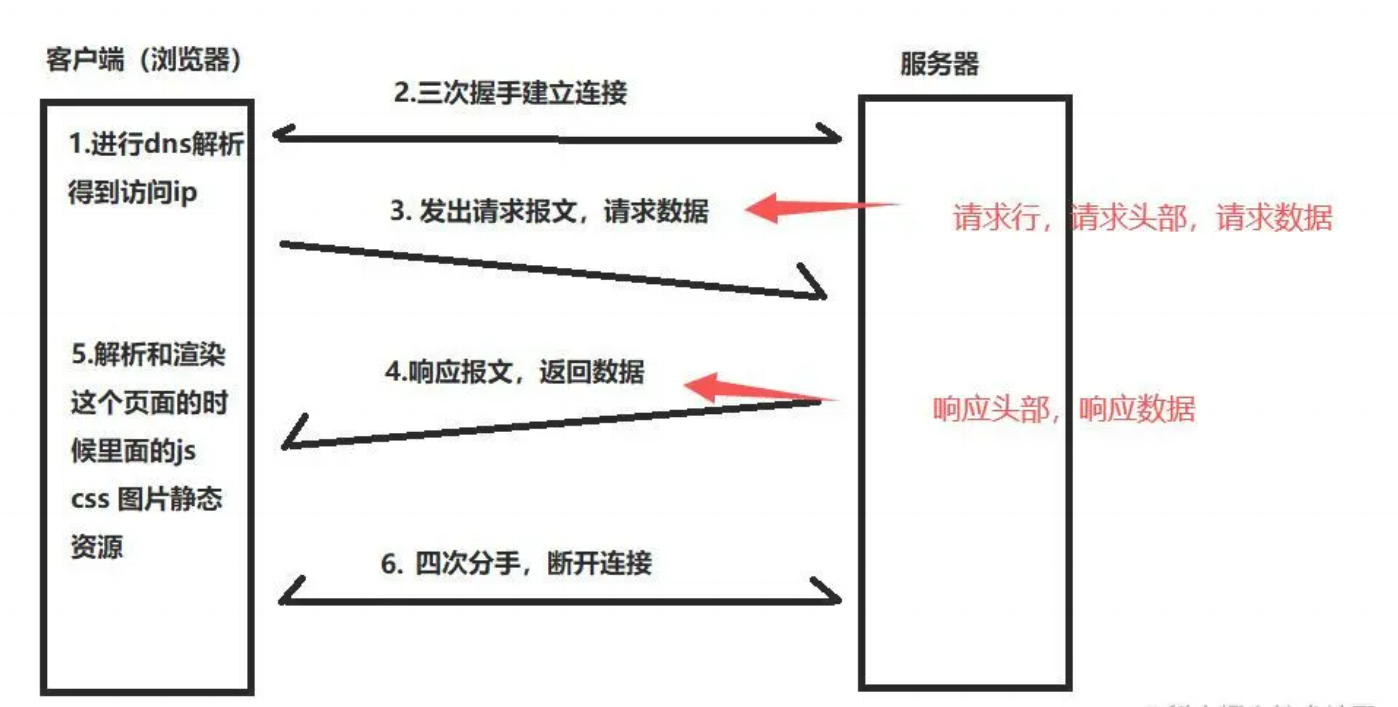 客户端（浏览器）
服务器
2.三次握手建立连接
1.进行dns解析
得到访问ip
3. 发出请求报文，请求数据
请求行，请求头部，请求数据
4.响应报文，返回数据
响应头部，响应数据
5.解析和渲染
这个页面的时
候里面的js
css 图片静态
资源
6. 四次分手，断开连接